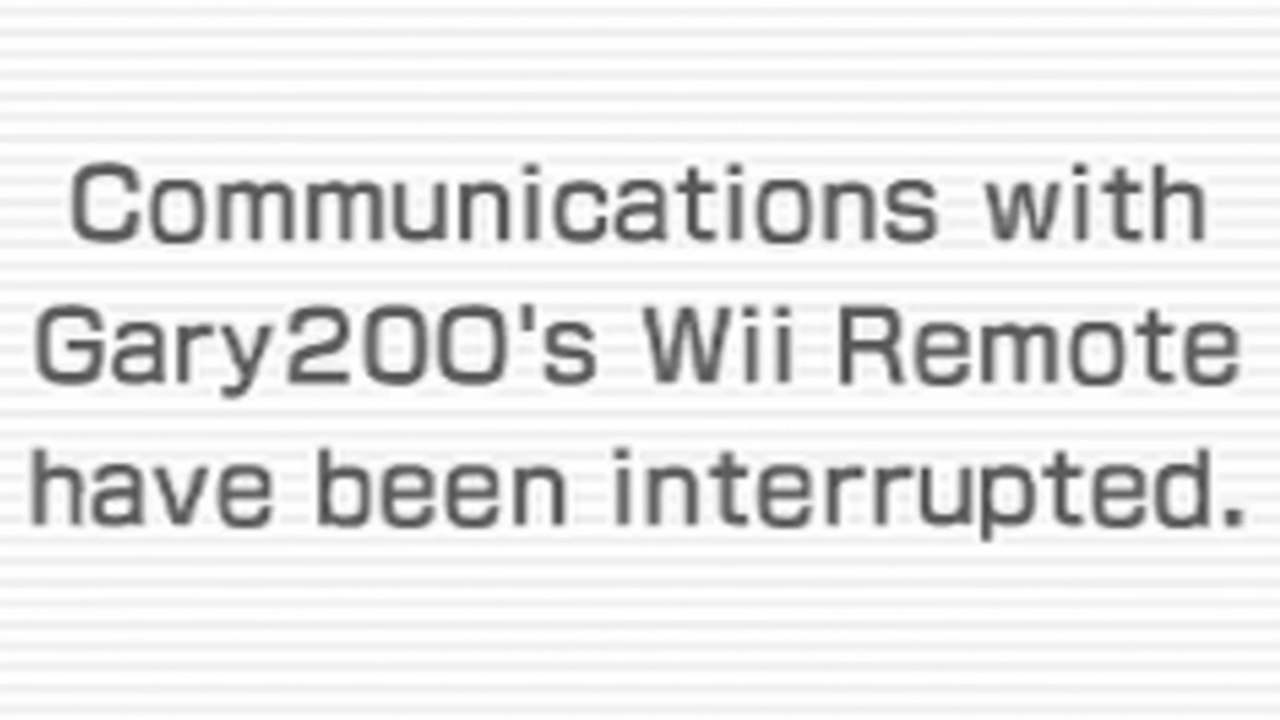 Communications with
Gary200's Wii Remote
have been interrupted.